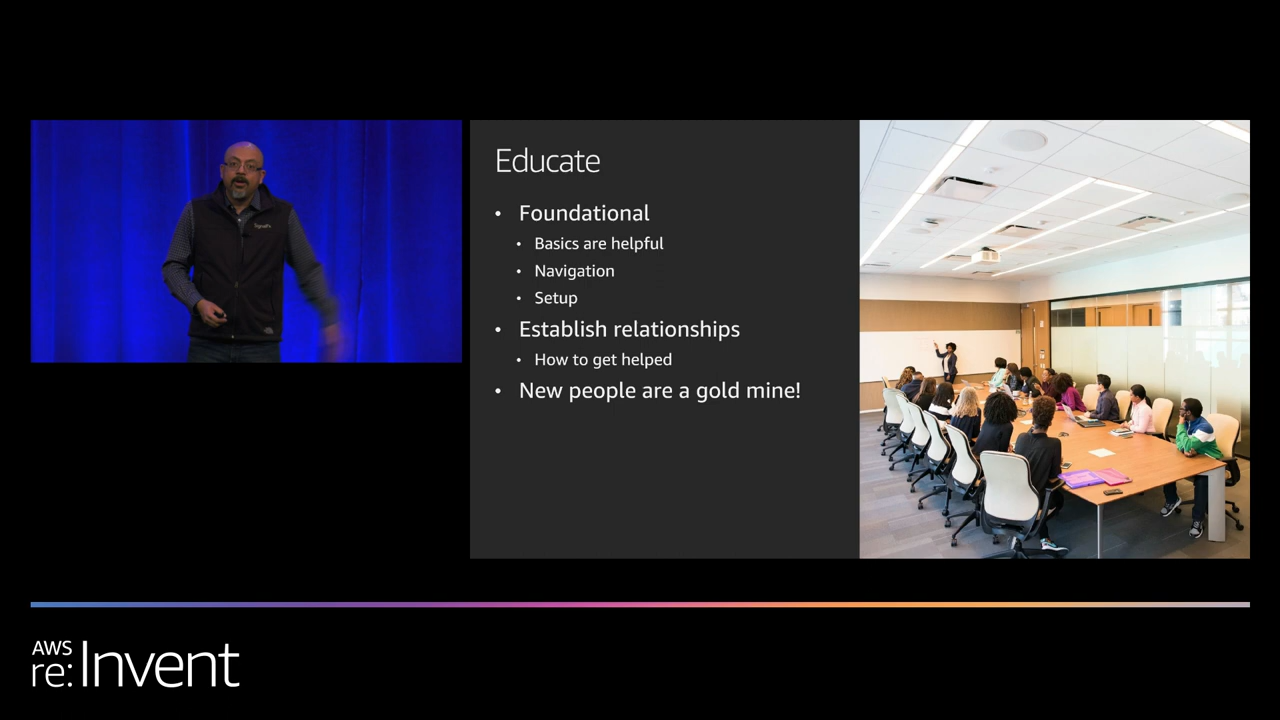 Educate
• Foundational
• Basics are helpful
• Navigation
• Setup
• Establish relationships
• How to get helped
• New people are a gold mine!
AWS
re:Invent